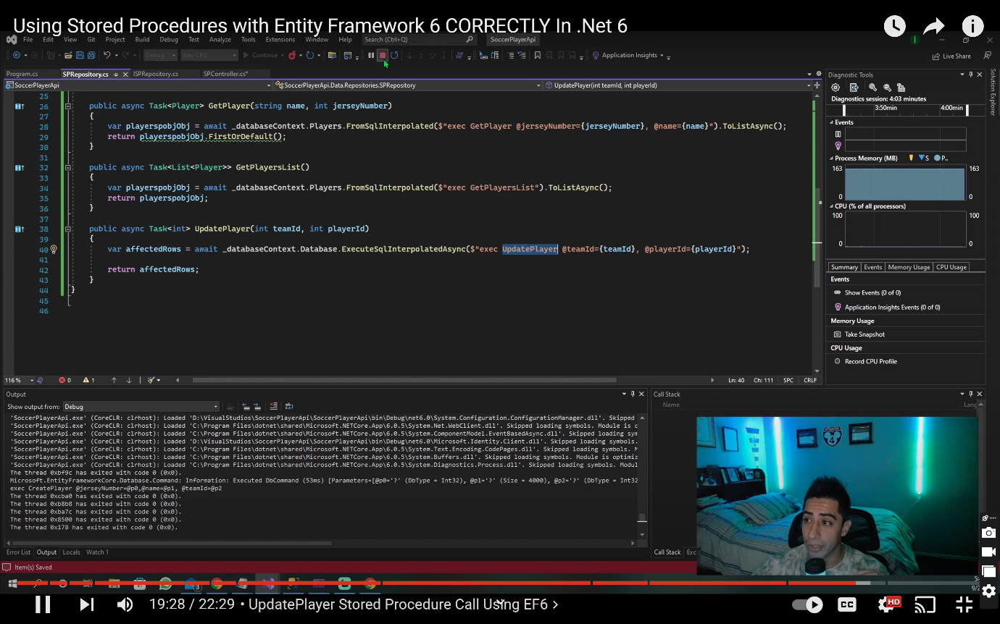 Using Stored Procedures with Entity Framework 6 CORRECTLY In .Net 6
File Edit View Git Project Build Debug Test Analyze Tools Extensions Window Help Search (Ctrl+Q) SoccerPlayerApi
Debug Any CPU Continue Application Insights Live Share
Program.cs SPRepository.cs ISPRepository.cs SPController.cs*
SoccerPlayerApi SoccerPlayerApi.Data.Repositories.SPRepository UpdatePlayer(int teamId, int playerId)
25
26 public async Task<Player> GetPlayer(string name, int jerseyNumber)
27 {
28 var playerspobjObj = await _databaseContext.Players.FromSqlInterpolated($"exec GetPlayer @jerseyNumber={jerseyNumber}, @name={name}").ToListAsync();
29 return playerspobjObj.FirstOrDefault();
30 }
31
32 public async Task<List<Player>> GetPlayersList()
33 {
34 var playerspobjObj = await _databaseContext.Players.FromSqlInterpolated($"exec GetPlayersList").ToListAsync();
35 return playerspobjObj;
36 }
37
38 public async Task<int> UpdatePlayer(int teamId, int playerId)
39 {
40 var affectedRows = await _databaseContext.Database.ExecuteSqlInterpolatedAsync($"exec UpdatePlayer @teamId={teamId}, @playerId={playerId}");
41
42 return affectedRows;
43 }
44 }
45
46
116 % 0 1 Ln: 40 Ch: 111 SPC CRLF
Diagnostic Tools
Diagnostics session: 4:03 minutes
3:50min 4:00min
Events
Process Memory (MB) S P..
163 163
0 0
CPU (% of all processors)
100 100
0 0
Summary Events Memory Usage CPU Usage
Events
Show Events (0 of 0)
Application Insights Events (0 of 0)
Memory Usage
Take Snapshot
CPU Usage
Record CPU Profile
Solution Explorer
Output
Show output from: Debug
'SoccerPlayerApi.exe' (CoreCLR: clrhost): Loaded 'D:\VisualStudios\SoccerPlayerApi\SoccerPlayerApi\bin\Debug\net6.0\System.Configuration.ConfigurationManager.dll'. Skipped
'SoccerPlayerApi.exe' (CoreCLR: clrhost): Loaded 'C:\Program Files\dotnet\shared\Microsoft.NETCore.App\6.0.5\System.Net.WebClient.dll'. Skipped loading symbols. Module is o
'SoccerPlayerApi.exe' (CoreCLR: clrhost): Loaded 'C:\Program Files\dotnet\shared\Microsoft.NETCore.App\6.0.5\System.ComponentModel.EventBasedAsync.dll'. Skipped loading sym
'SoccerPlayerApi.exe' (CoreCLR: clrhost): Loaded 'D:\VisualStudios\SoccerPlayerApi\SoccerPlayerApi\bin\Debug\net6.0\Microsoft.Identity.Client.dll'. Skipped loading symbols.
'SoccerPlayerApi.exe' (CoreCLR: clrhost): Loaded 'C:\Program Files\dotnet\shared\Microsoft.NETCore.App\6.0.5\System.Text.Encoding.CodePages.dll'. Skipped loading symbols. M
'SoccerPlayerApi.exe' (CoreCLR: clrhost): Loaded 'C:\Program Files\dotnet\shared\Microsoft.NETCore.App\6.0.5\System.Buffers.dll'. Skipped loading symbols. Module is optimiz
'SoccerPlayerApi.exe' (CoreCLR: clrhost): Loaded 'C:\Program Files\dotnet\shared\Microsoft.NETCore.App\6.0.5\System.Diagnostics.Process.dll'. Skipped loading symbols. Modul
The thread 0xbf9c has exited with code 0 (0x0).
Microsoft.EntityFrameworkCore.Database.Command: Information: Executed DbCommand (53ms) [Parameters=[@p0='?' (DbType = Int32), @p1='?' (Size = 4000), @p2='?' (DbType = Int32
exec CreatePlayer @jerseyNumber=@p0,@name=@p1, @teamId=@p2
The thread 0xcba0 has exited with code 0 (0x0).
The thread 0xb8b8 has exited with code 0 (0x0).
The thread 0xba7c has exited with code 0 (0x0).
The thread 0x8500 has exited with code 0 (0x0).
The thread 0x178 has exited with code 0 (0x0).
Error List Output Locals Watch 1
Call Stack
Name Lang
4
Call Stack Exc
Item(s) Saved
3
19:28 / 22:29 • UpdatePlayer Stored Procedure Call Using EF6 >
CC HD